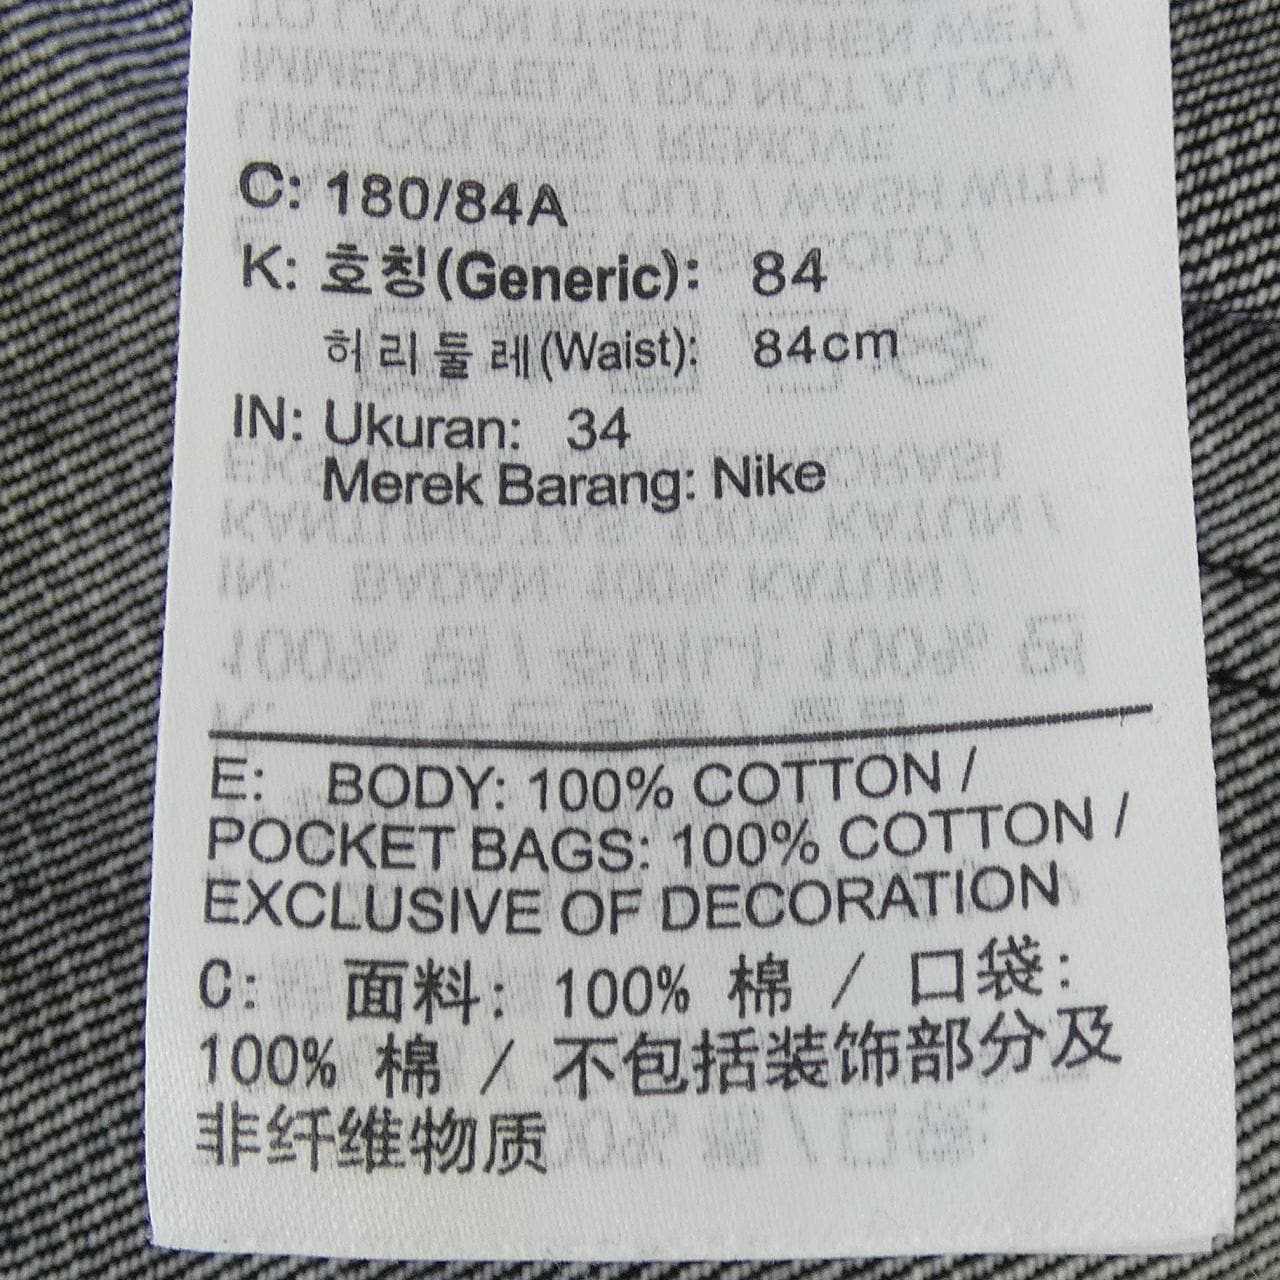 C: 180/84A
K: 호칭(Generic): 84
허리둘레(Waist): 84cm
IN: Ukuran: 34
Merek Barang: Nike
E: BODY: 100% COTTON /
POCKET BAGS: 100% COTTON /
EXCLUSIVE OF DECORATION
C: 面料: 100% 棉 / 口袋:
100% 棉 / 不包括装饰部分及
非纤维物质